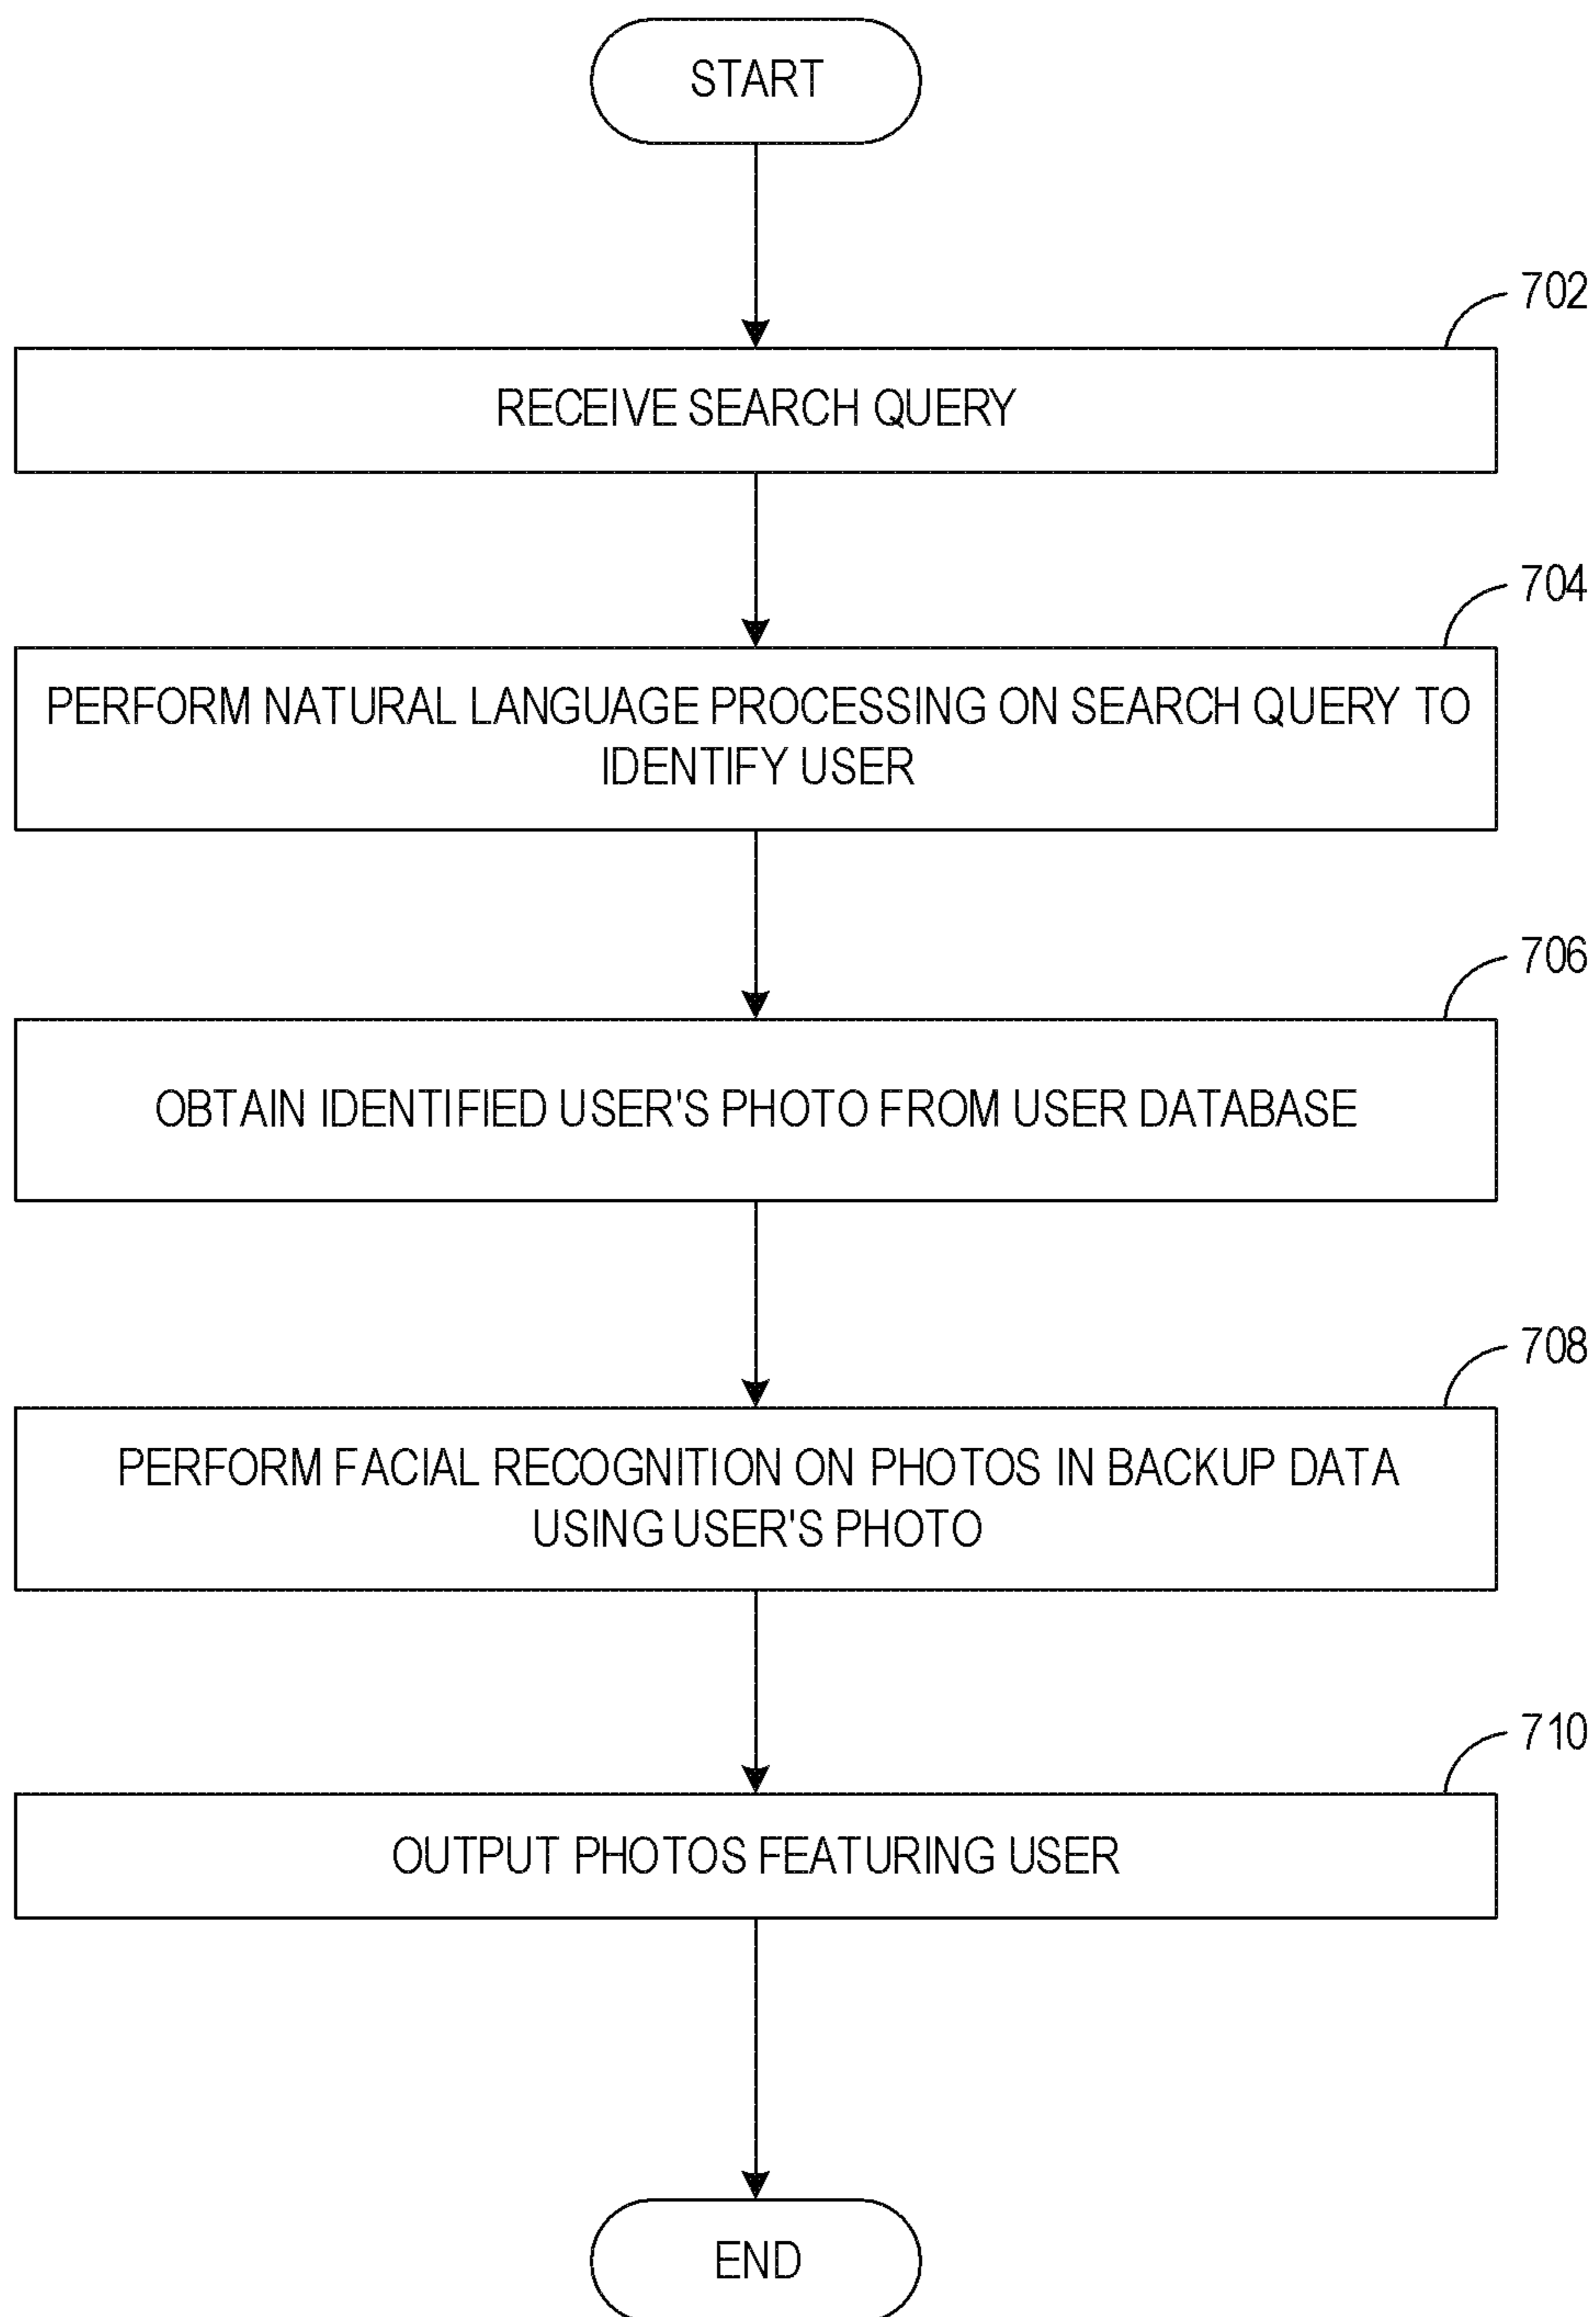 START
702
RECEIVE SEARCH QUERY
704
PERFORM NATURAL LANGUAGE PROCESSING ON SEARCH QUERY TO
IDENTIFY USER
706
OBTAIN IDENTIFIED USER'S PHOTO FROM USER DATABASE
708
PERFORM FACIAL RECOGNITION ON PHOTOS IN BACKUP DATA
USING USER'S PHOTO
710
OUTPUT PHOTOS FEATURING USER
END